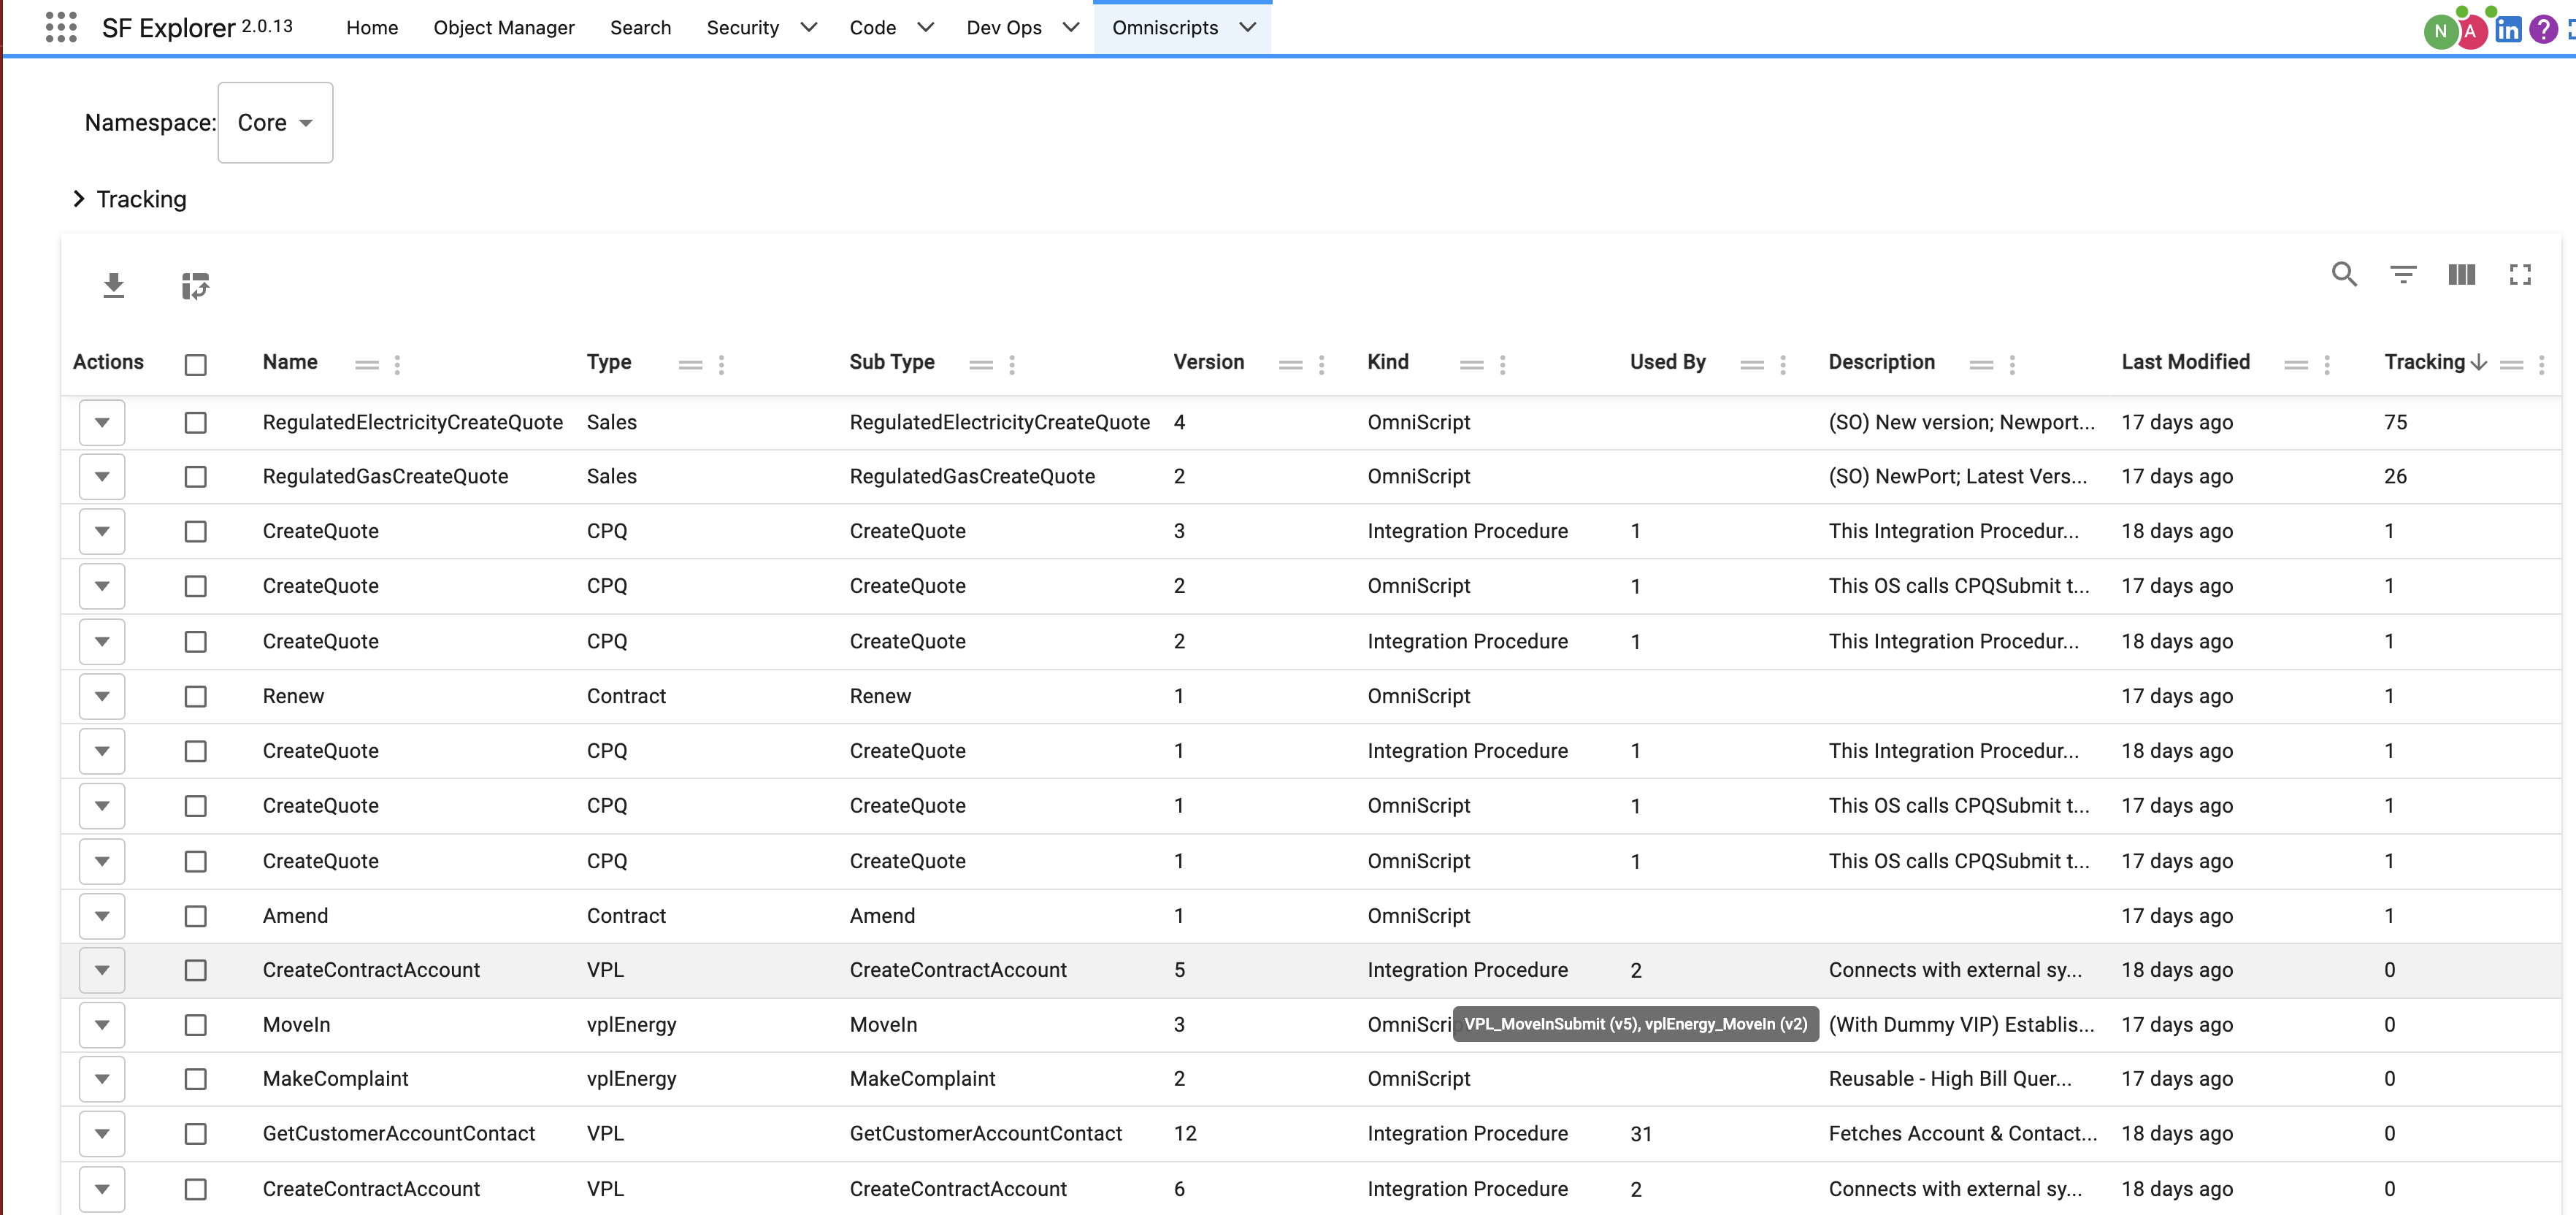 SF Explorer 2.0.13 Home Object Manager Search Security Code Dev Ops Omniscripts N A in ?
Namespace: Core
Tracking
Actions Name Type Sub Type Version Kind Used By Description Last Modified Tracking
RegulatedElectricityCreateQuote Sales RegulatedElectricityCreateQuote 4 OmniScript (SO) New version; Newport... 17 days ago 75
RegulatedGasCreateQuote Sales RegulatedGasCreateQuote 2 OmniScript (SO) NewPort; Latest Vers... 17 days ago 26
CreateQuote CPQ CreateQuote 3 Integration Procedure 1 This Integration Procedur... 18 days ago 1
CreateQuote CPQ CreateQuote 2 OmniScript 1 This OS calls CPQSubmit t... 17 days ago 1
CreateQuote CPQ CreateQuote 2 Integration Procedure 1 This Integration Procedur... 18 days ago 1
Renew Contract Renew 1 OmniScript 17 days ago 1
CreateQuote CPQ CreateQuote 1 Integration Procedure 1 This Integration Procedur... 18 days ago 1
CreateQuote CPQ CreateQuote 1 OmniScript 1 This OS calls CPQSubmit t... 17 days ago 1
CreateQuote CPQ CreateQuote 1 OmniScript 1 This OS calls CPQSubmit t... 17 days ago 1
Amend Contract Amend 1 OmniScript 17 days ago 1
CreateContractAccount VPL CreateContractAccount 5 Integration Procedure 2 Connects with external sy... 18 days ago 0
MoveIn vplEnergy MoveIn 3 OmniScri VPL_MoveInSubmit (v5), vplEnergy_MoveIn (v2) (With Dummy VIP) Establis... 17 days ago 0
MakeComplaint vplEnergy MakeComplaint 2 OmniScript Reusable - High Bill Quer... 17 days ago 0
GetCustomerAccountContact VPL GetCustomerAccountContact 12 Integration Procedure 31 Fetches Account & Contact... 18 days ago 0
CreateContractAccount VPL CreateContractAccount 6 Integration Procedure 2 Connects with external sy... 18 days ago 0